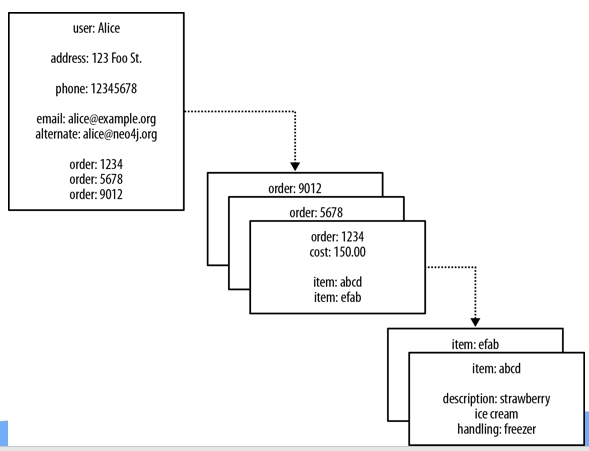 user: Alice
address: 123 Foo St.
phone: 12345678
email: alice@example.org
alternate: alice@neo4j.org
order: 1234
order: 5678
order: 9012
order: 9012
order: 5678
order: 1234
cost: 150.00
item: abcd
item: efab
item: efab
item: abcd
description: strawberry
ice cream
handling: freezer